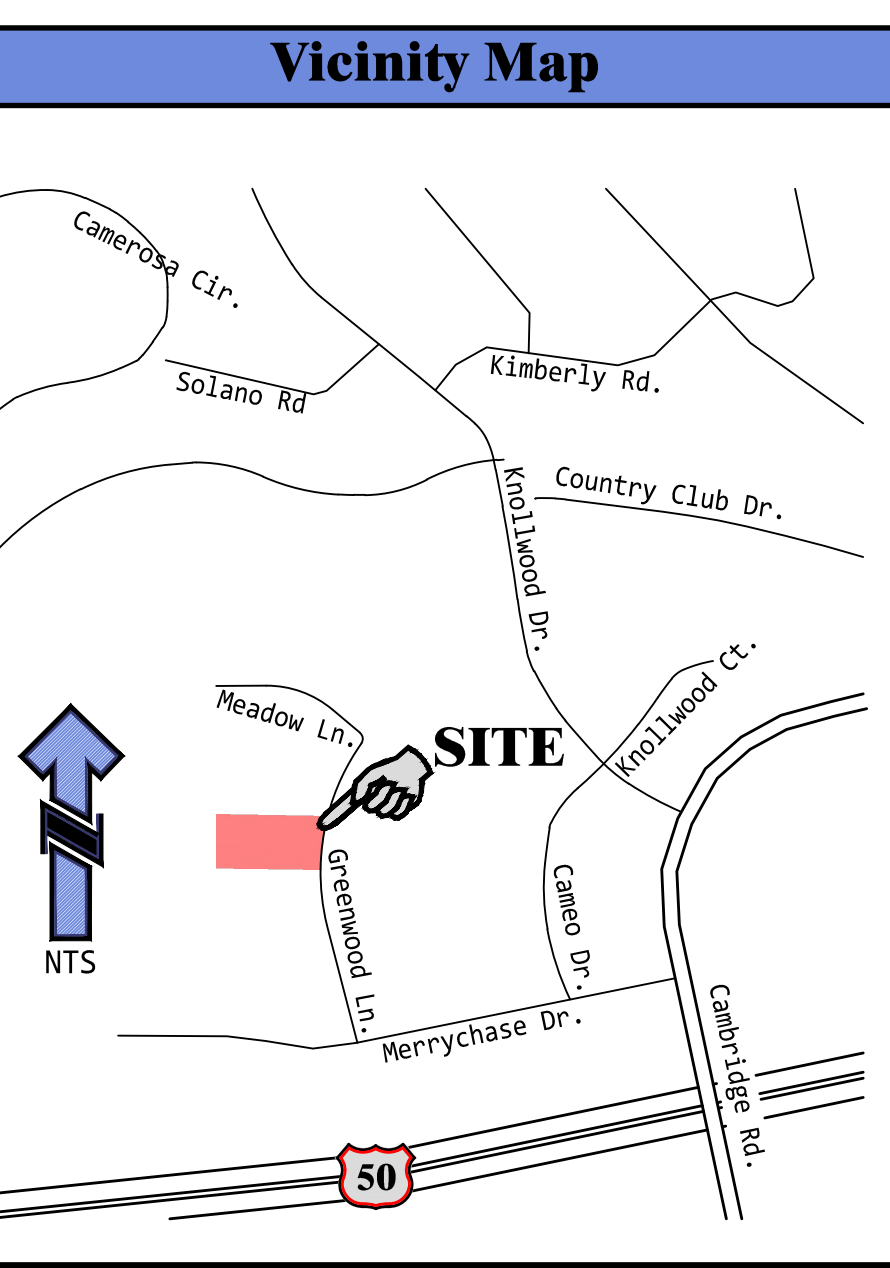 Vicinity Map
Camerosa Cir.
Solano Rd
Kimberly Rd.
Country Club Dr.
Knollwood Dr.
Knollwood Ct.
Meadow Ln.
SITE
Greenwood Ln.
Cameo Dr.
N
NTS
Merrychase Dr.
Cambridge Rd.
50